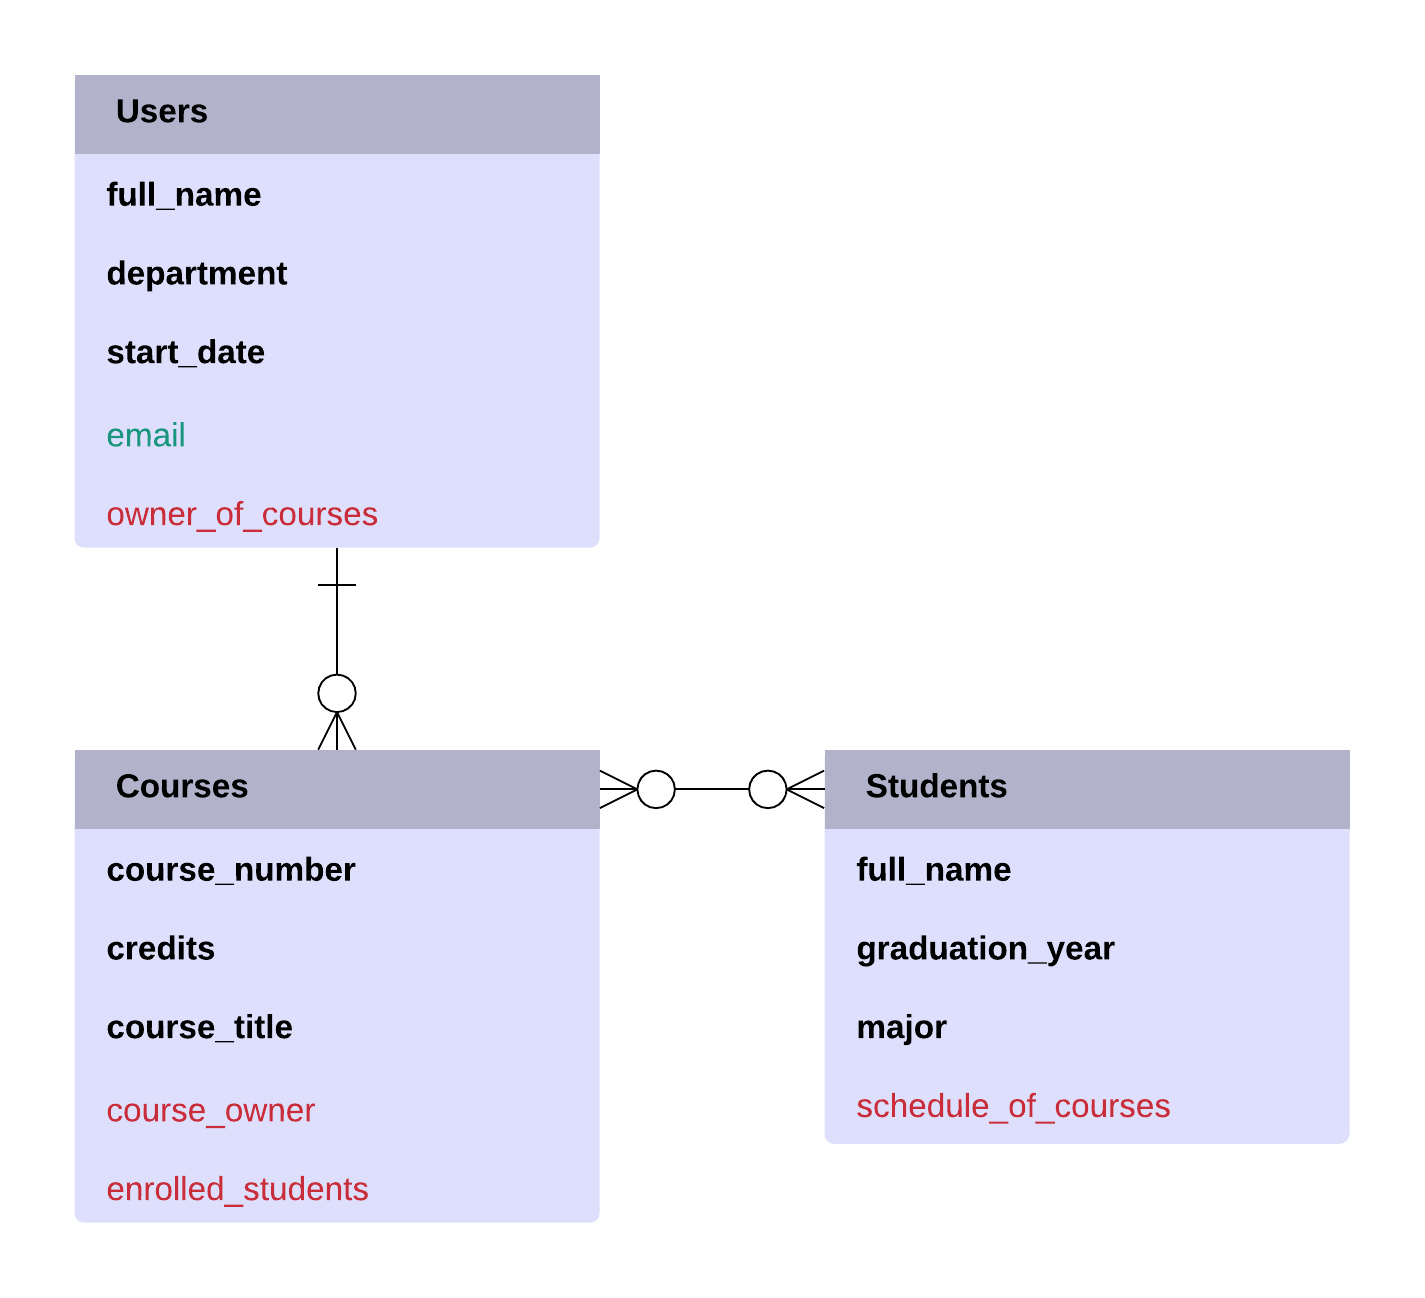 Users
full_name
department
start_date
email
owner_of_courses
Courses
course_number
credits
course_title
course_owner
enrolled_students
Students
full_name
graduation_year
major
schedule_of_courses